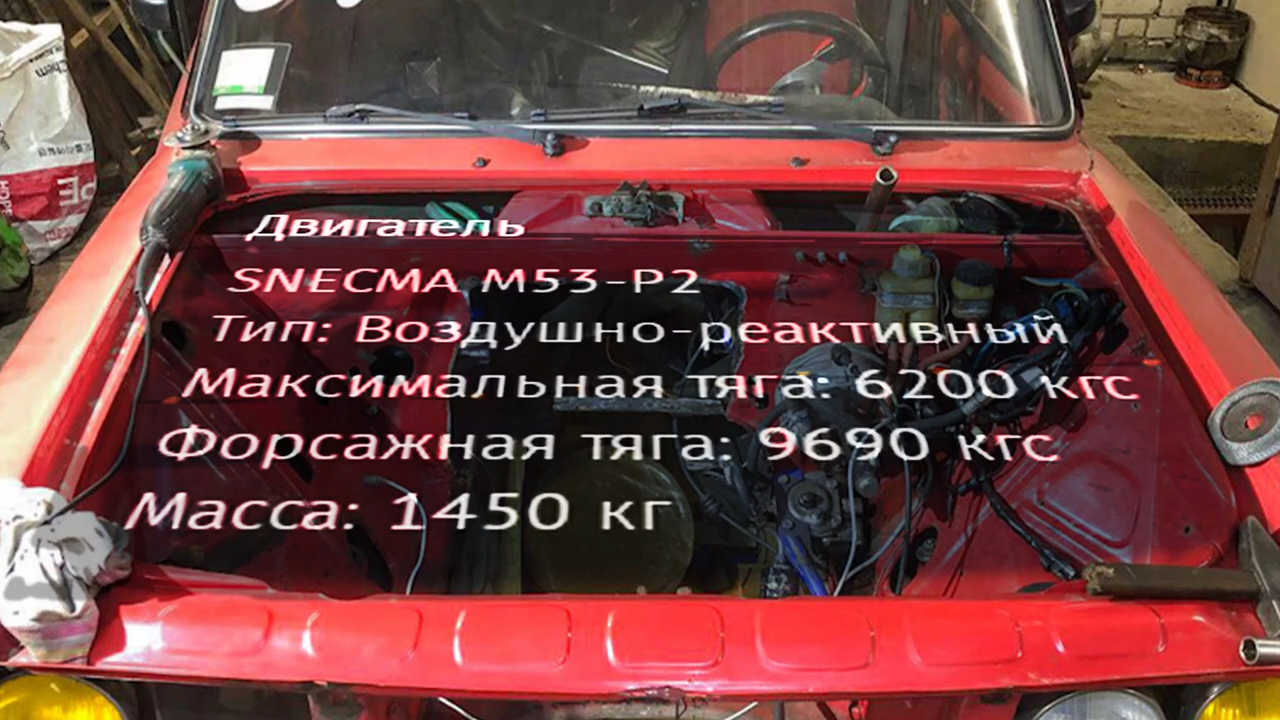 Двигатель
SNECMA M53-P2
Тип: Воздушно-реактивный
Максимальная тяга: 6200 кгс
Форсажная тяга: 9690 кгс
Масса: 1450 кг